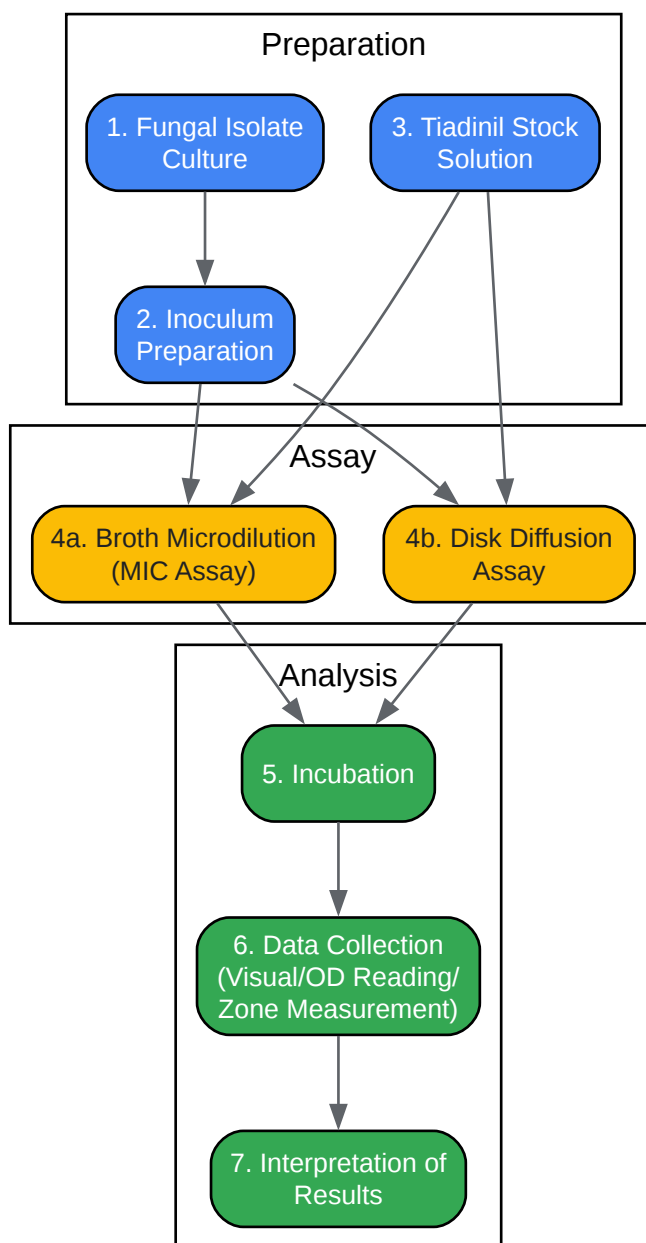 Preparation
1. Fungal Isolate
Culture
3. Tiadinil Stock
Solution
2. Inoculum
Preparation
Assay
4a. Broth Microdilution
(MIC Assay)
4b. Disk Diffusion
Assay
Analysis
5. Incubation
6. Data Collection
(Visual/OD Reading/
Zone Measurement)
7. Interpretation of
Results